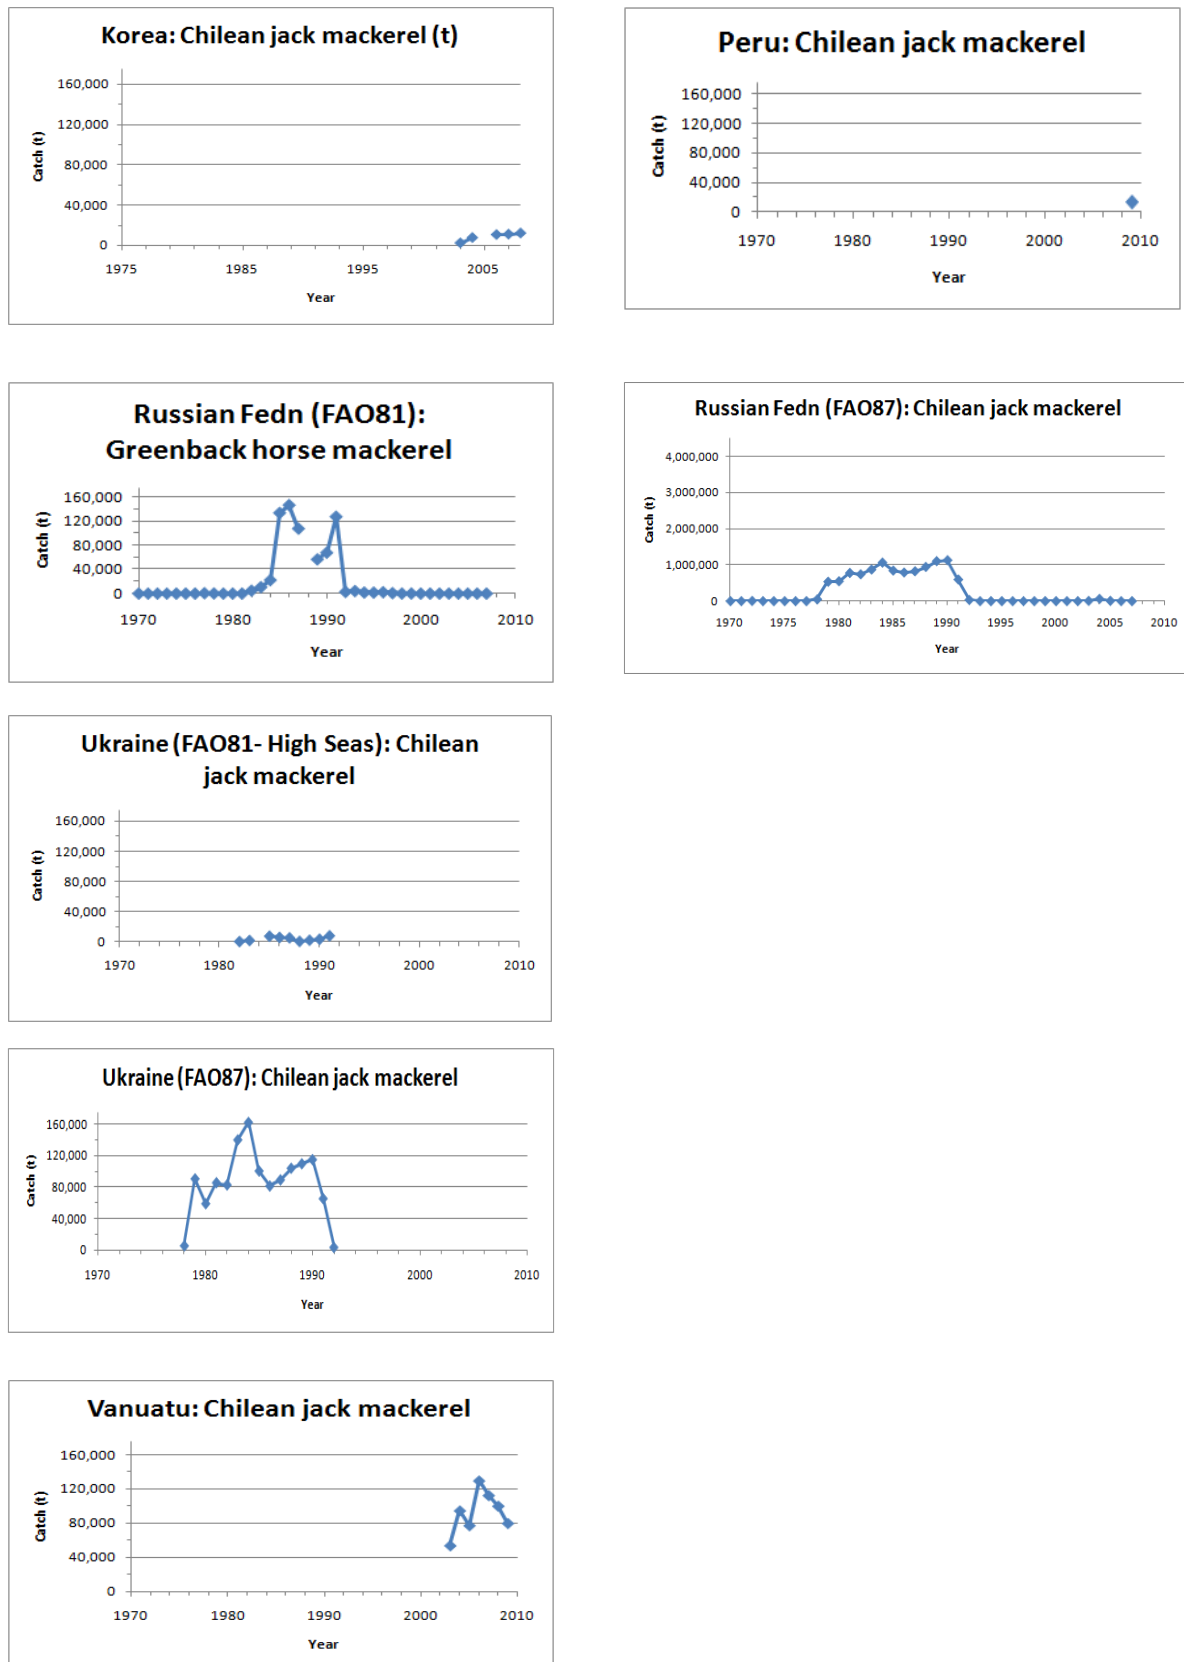 Korea: Chilean jack mackerel (t)
160,000
120,000
80,000
40,000
0
Catch (t)
1975 1985 1995 2005
Year
Peru: Chilean jack mackerel
160,000
120,000
80,000
40,000
0
Catch (t)
1970 1980 1990 2000 2010
Year
Russian Fedn (FAO81):
Greenback horse mackerel
160,000
120,000
80,000
40,000
0
Catch (t)
1970 1980 1990 2000 2010
Year
Russian Fedn (FAO87): Chilean jack mackerel
4,000,000
3,000,000
2,000,000
1,000,000
0
Catch (t)
1970 1975 1980 1985 1990 1995 2000 2005 2010
Year
Ukraine (FAO81- High Seas): Chilean
jack mackerel
160,000
120,000
80,000
40,000
0
Catch (t)
1970 1980 1990 2000 2010
Year
Ukraine (FAO87): Chilean jack mackerel
160,000
120,000
80,000
40,000
0
Catch (t)
1970 1980 1990 2000 2010
Year
Vanuatu: Chilean jack mackerel
160,000
120,000
80,000
40,000
0
Catch (t)
1970 1980 1990 2000 2010
Year